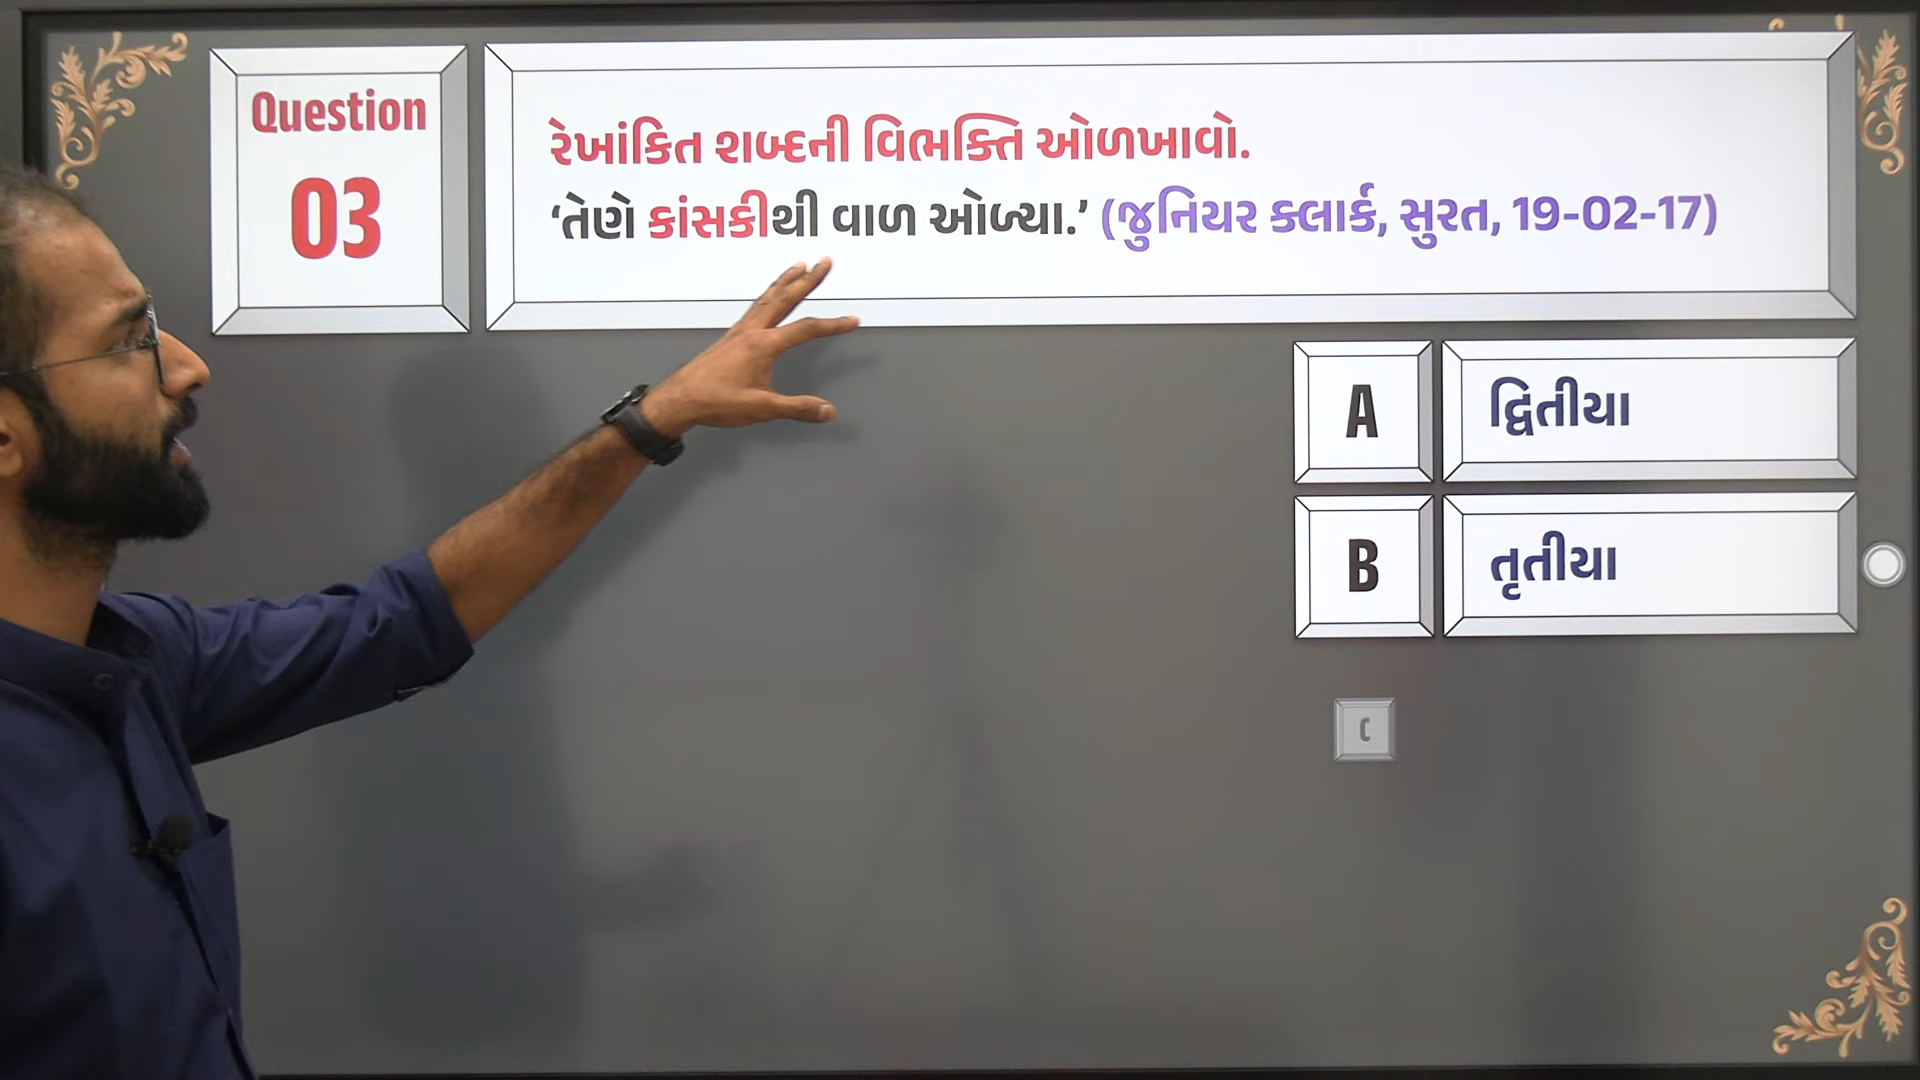 Question
03
રેખાંકિત શબ્દની વિભક્તિ ઓળખાવો.
‘તેણે કાંસકીથી વાળ ઓળ્યા.’ (જુનિયર ક્લાર્ક, સુરત, 19-02-17)
A
દ્વિતીયા
B
તૃતીયા
C